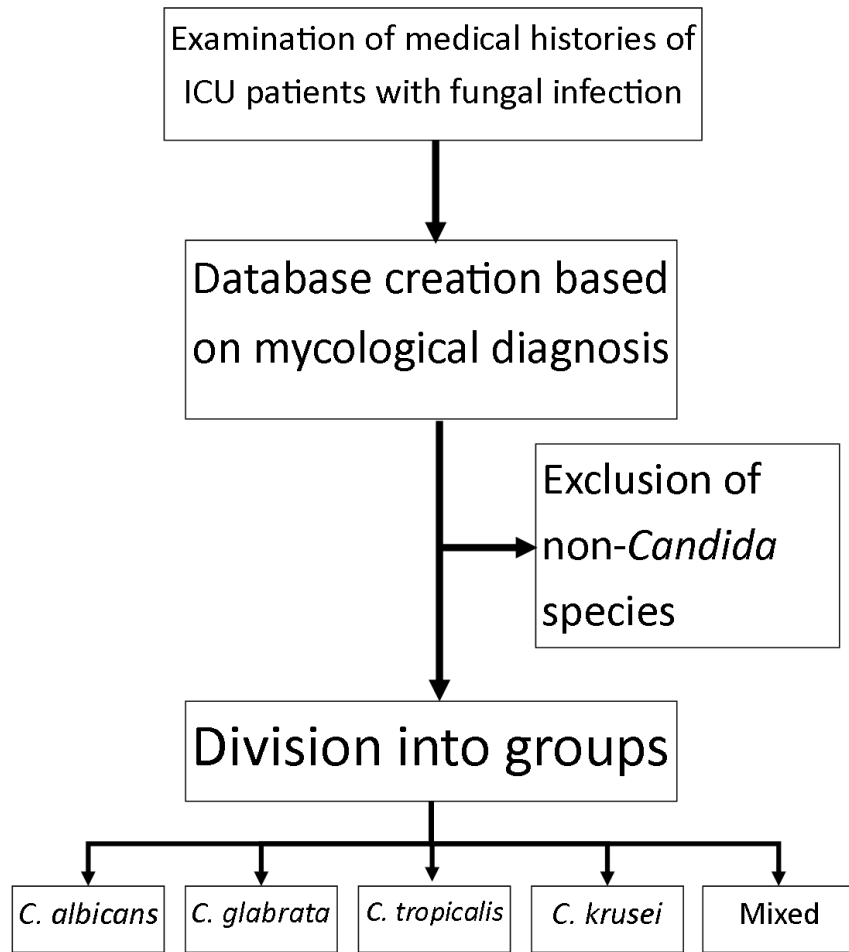 Examination of medical histories of
ICU patients with fungal infection
Database creation based
on mycological diagnosis
Exclusion of
non-Candida
species
Division into groups
C. albicans
C. glabrata
C. tropicalis
C. krusei
Mixed